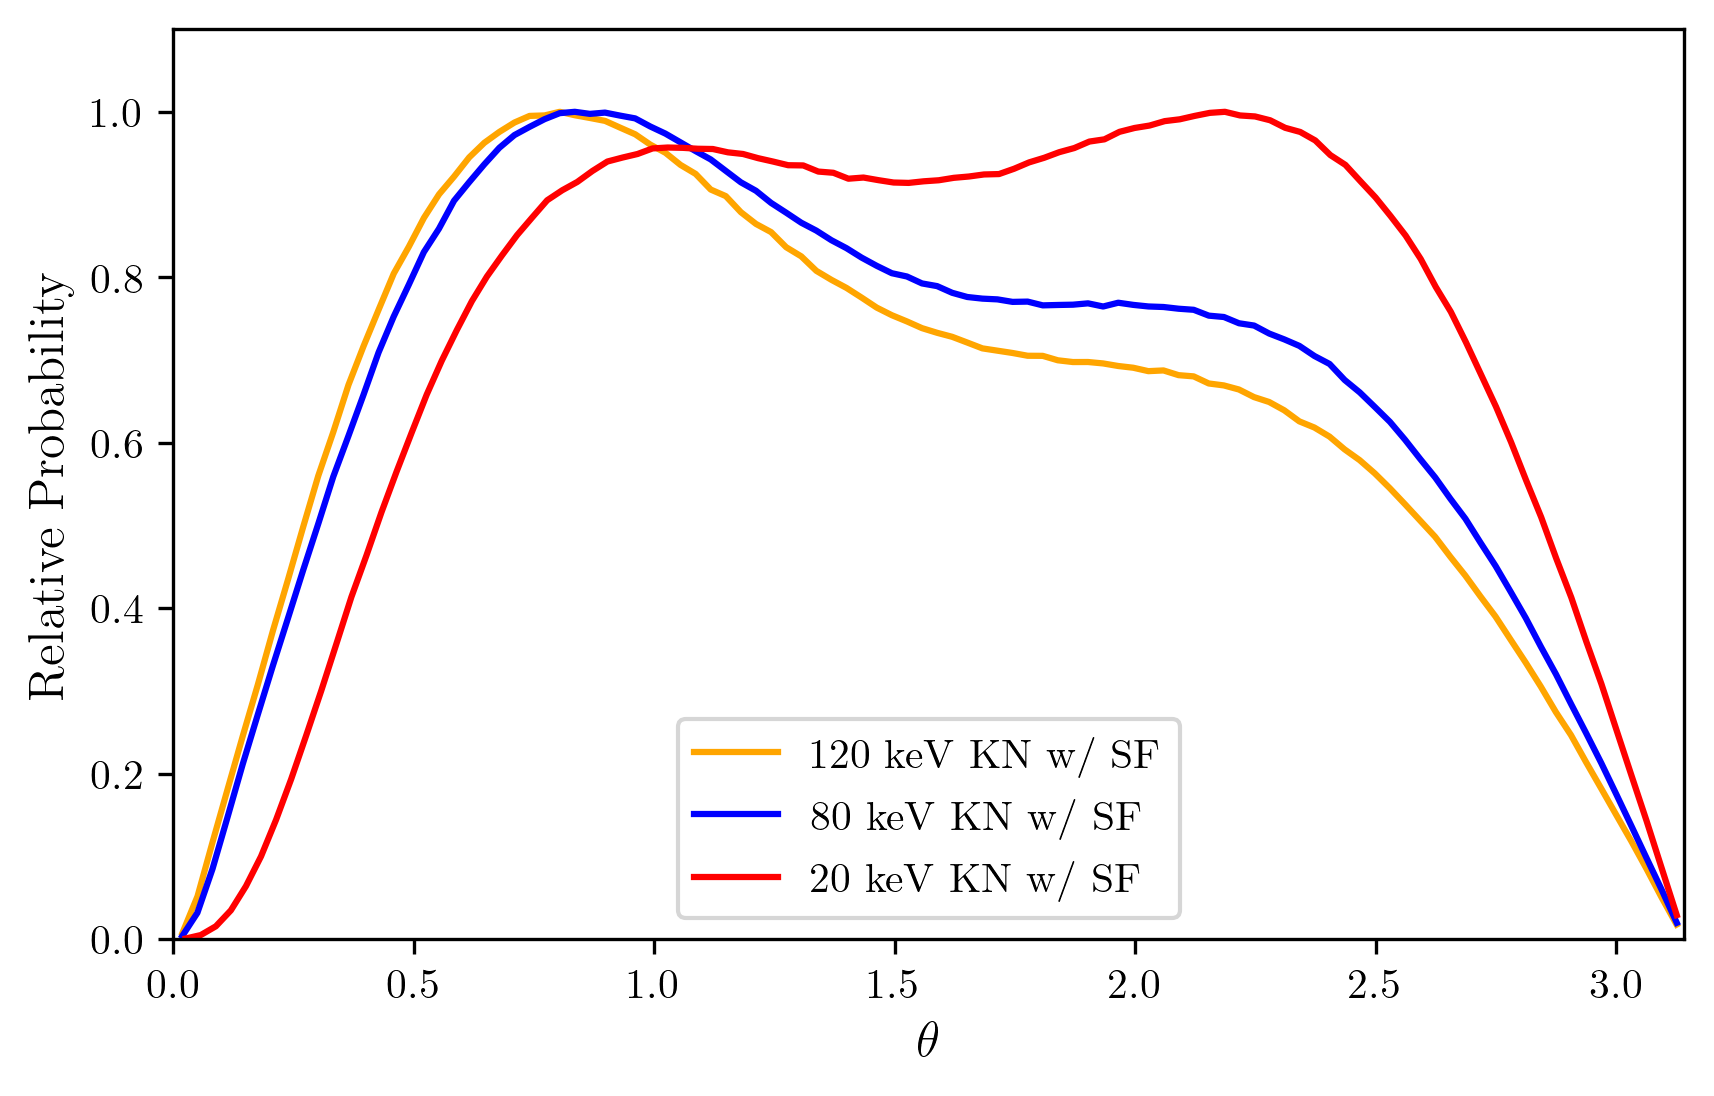 Relative Probability
1.0
0.8
0.6
0.4
0.2
0.0
120 keV KN w/ SF
80 keV KN w/ SF
20 keV KN w/ SF
0.0 0.5 1.0 1.5 2.0 2.5 3.0
θ